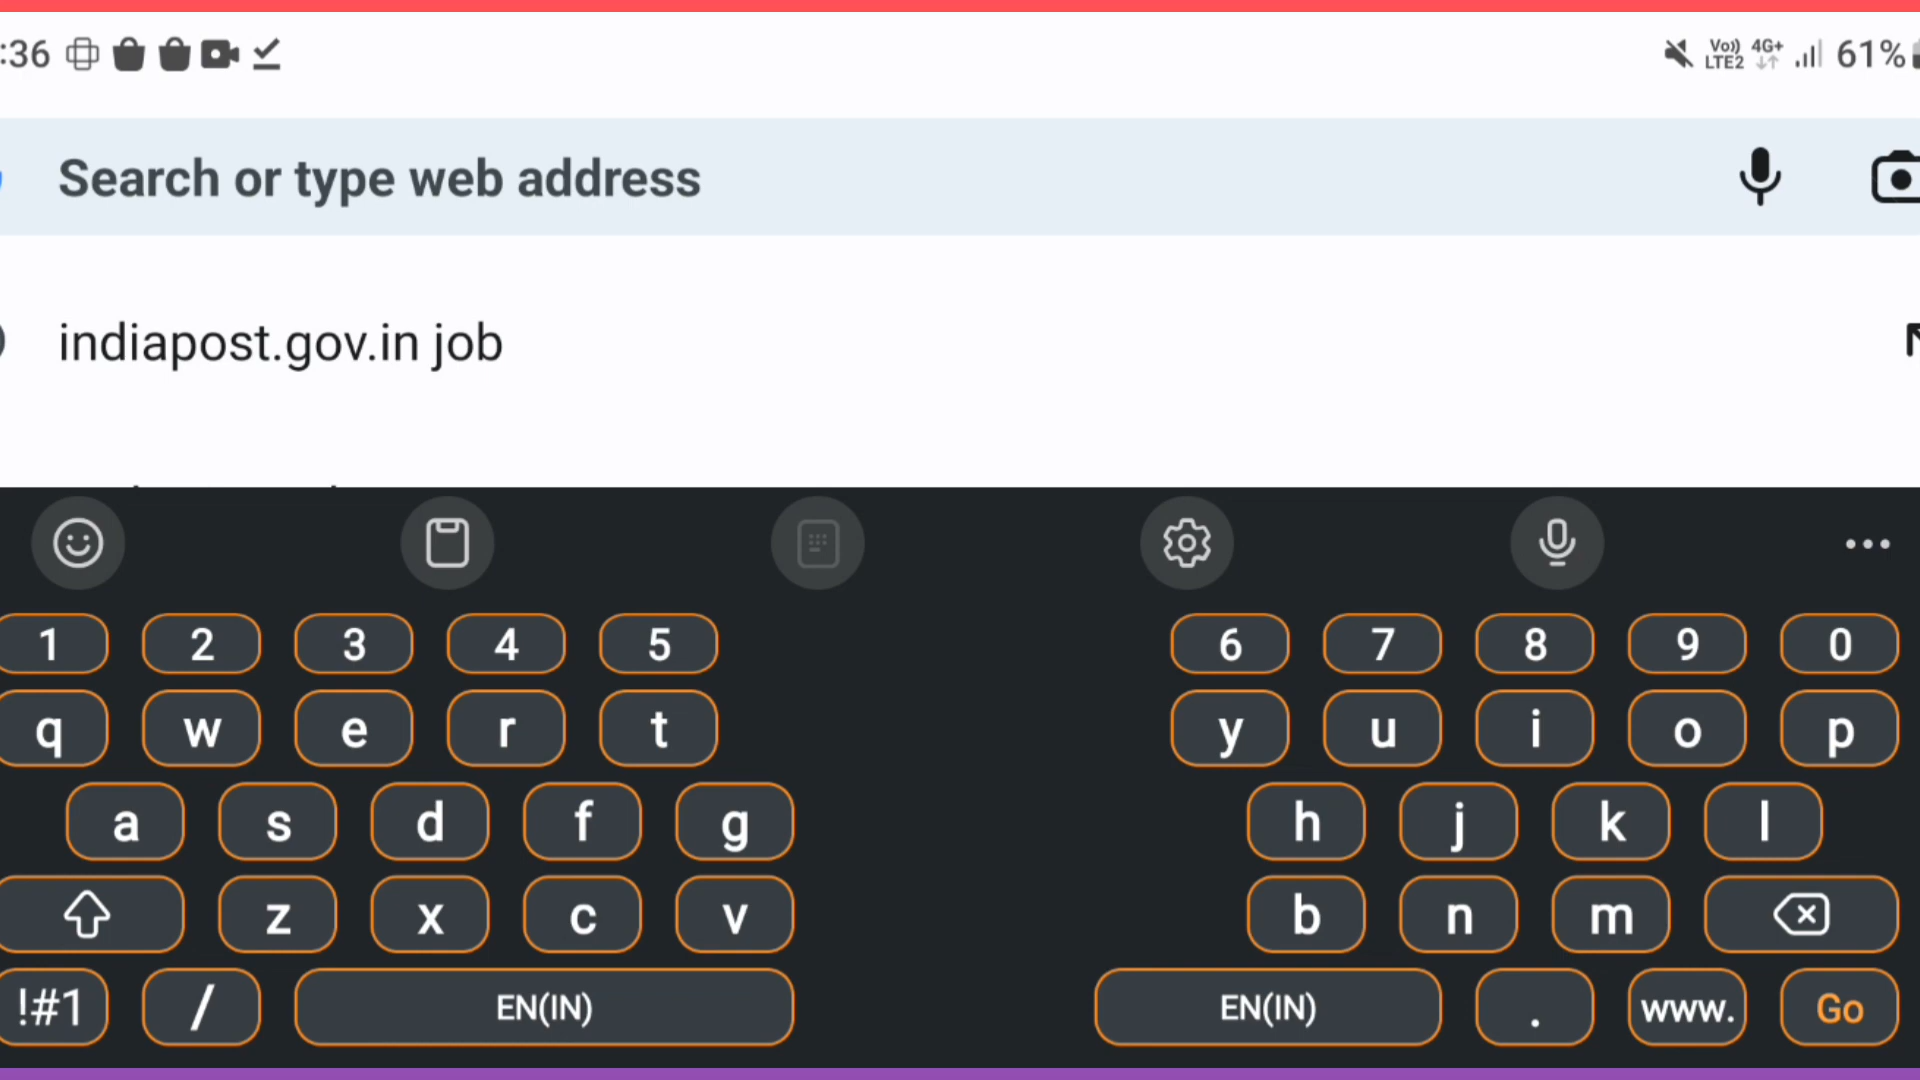 :36 Vo)) LTE2 4G+ 61%
Search or type web address
indiapost.gov.in job
1 2 3 4 5 6 7 8 9 0
q w e r t y u i o p
a s d f g h j k l
z x c v b n m
!#1 / EN(IN) EN(IN) . www. Go